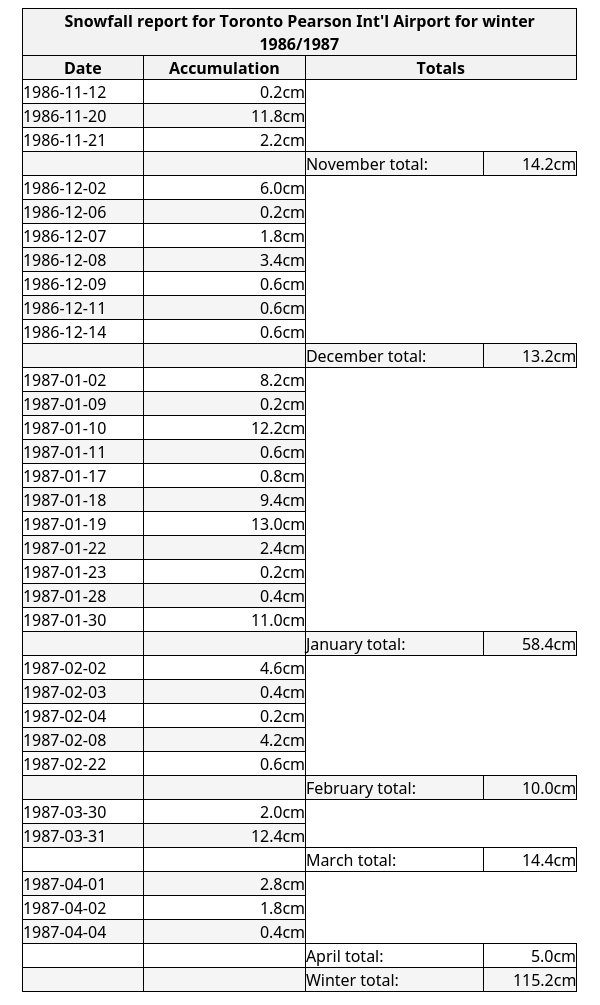 Snowfall report for Toronto Pearson Int'l Airport for winter
1986/1987
Date Accumulation Totals
1986-11-12 0.2cm
1986-11-20 11.8cm
1986-11-21 2.2cm
November total: 14.2cm
1986-12-02 6.0cm
1986-12-06 0.2cm
1986-12-07 1.8cm
1986-12-08 3.4cm
1986-12-09 0.6cm
1986-12-11 0.6cm
1986-12-14 0.6cm
December total: 13.2cm
1987-01-02 8.2cm
1987-01-09 0.2cm
1987-01-10 12.2cm
1987-01-11 0.6cm
1987-01-17 0.8cm
1987-01-18 9.4cm
1987-01-19 13.0cm
1987-01-22 2.4cm
1987-01-23 0.2cm
1987-01-28 0.4cm
1987-01-30 11.0cm
January total: 58.4cm
1987-02-02 4.6cm
1987-02-03 0.4cm
1987-02-04 0.2cm
1987-02-08 4.2cm
1987-02-22 0.6cm
February total: 10.0cm
1987-03-30 2.0cm
1987-03-31 12.4cm
March total: 14.4cm
1987-04-01 2.8cm
1987-04-02 1.8cm
1987-04-04 0.4cm
April total: 5.0cm
Winter total: 115.2cm